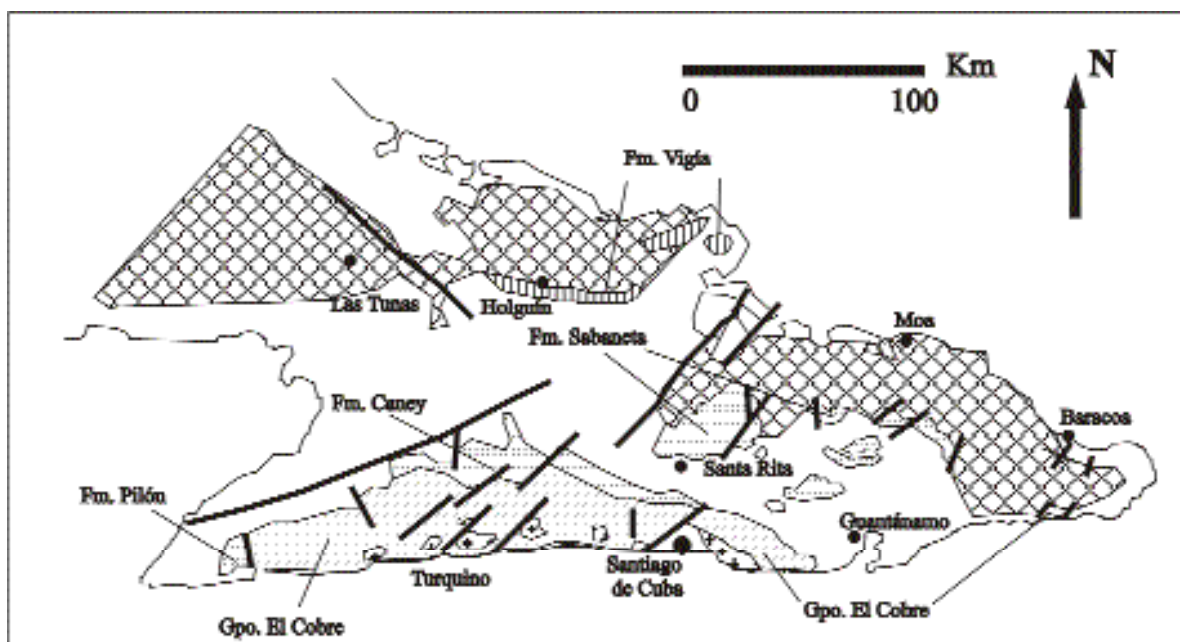 Km
N
0 100
Fm. Vigía
Las Tunas
Holguín
Moa
Fm. Sabaneta
Fm. Caney
Baracoa
Santa Rita
Fm. Pilón
Guantánamo
Turquino
Santiago
de Cuba
Gpo. El Cobre
Gpo. El Cobre